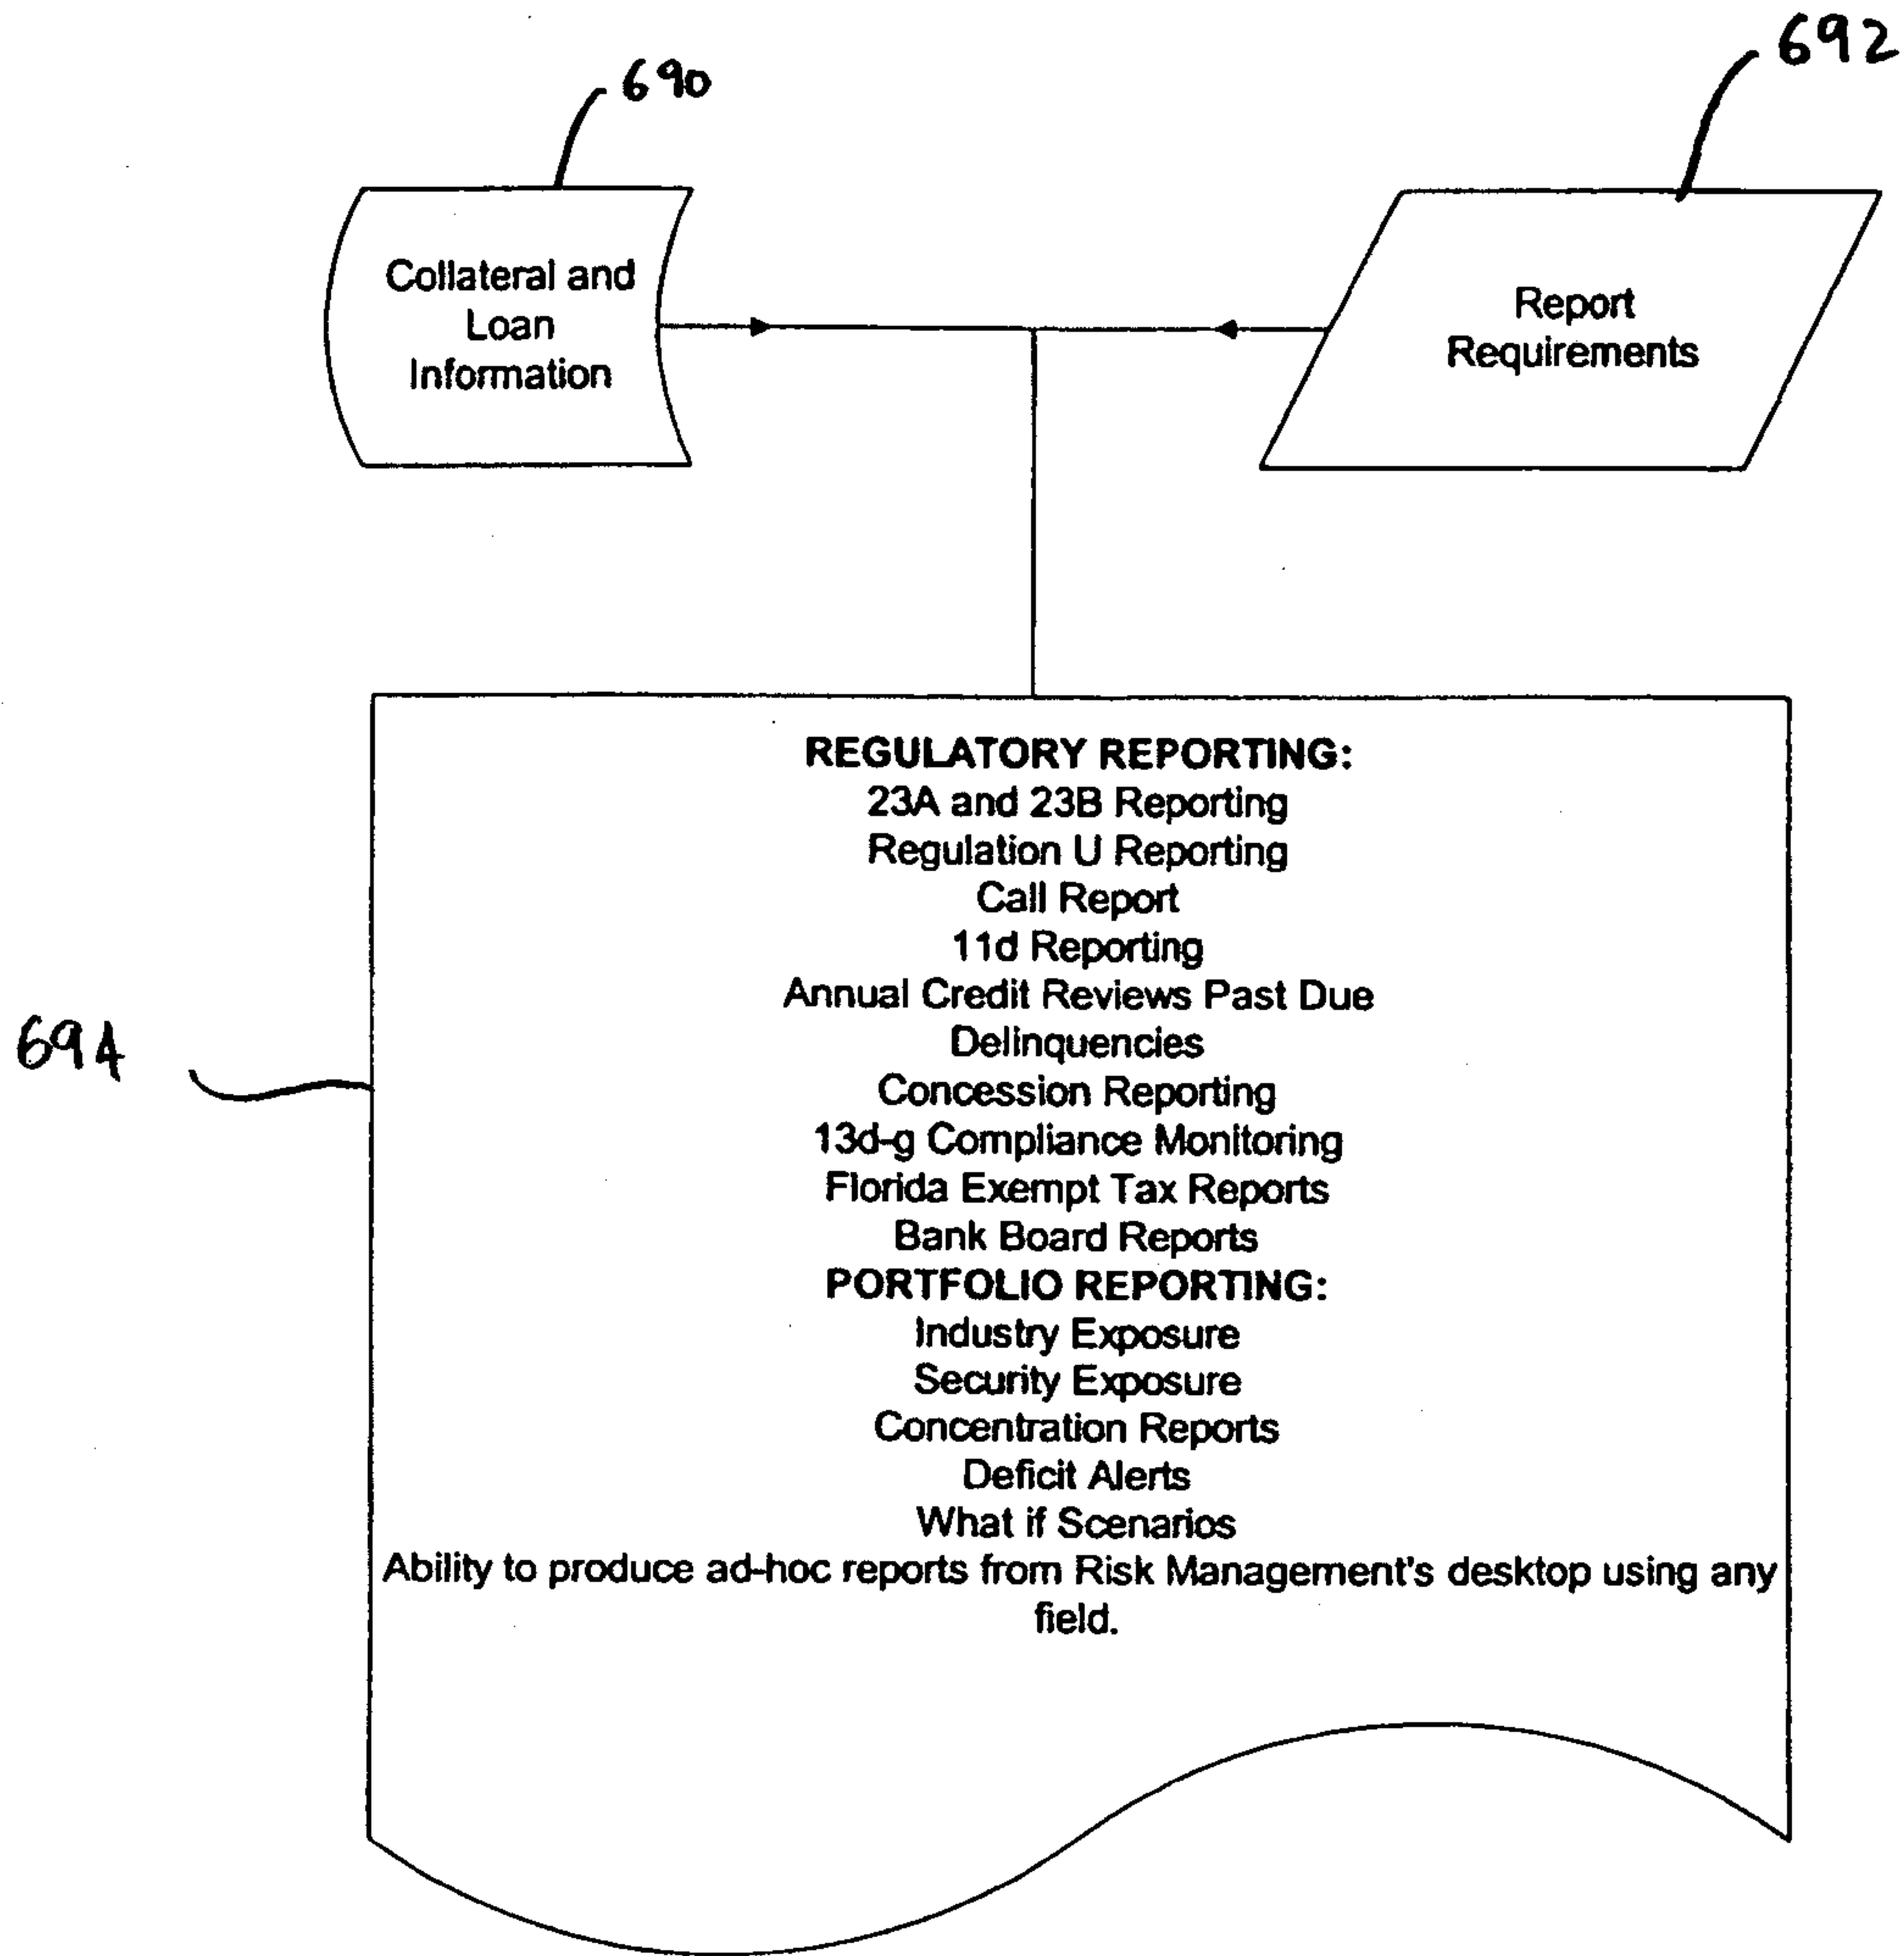 690
692
Collateral and
Loan
Information
Report
Requirements
REGULATORY REPORTING:
23A and 23B Reporting
Regulation U Reporting
Call Report
11d Reporting
Annual Credit Reviews Past Due
Delinquencies
Concession Reporting
13d-g Compliance Monitoring
Florida Exempt Tax Reports
Bank Board Reports
PORTFOLIO REPORTING:
Industry Exposure
Security Exposure
Concentration Reports
Deficit Alerts
What if Scenarios
Ability to produce ad-hoc reports from Risk Management's desktop using any
field.
694